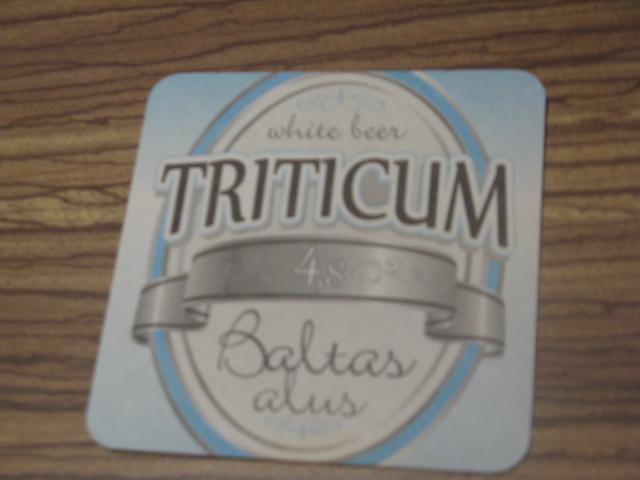 white beer
TRITICUM
4,8
Baltas
alus